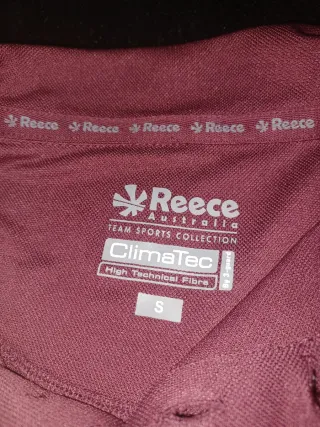 Reece Reece Reece Reece Reece
Reece
Australia
TEAM SPORTS COLLECTION
ClimaTec
High Technical Fibre
S